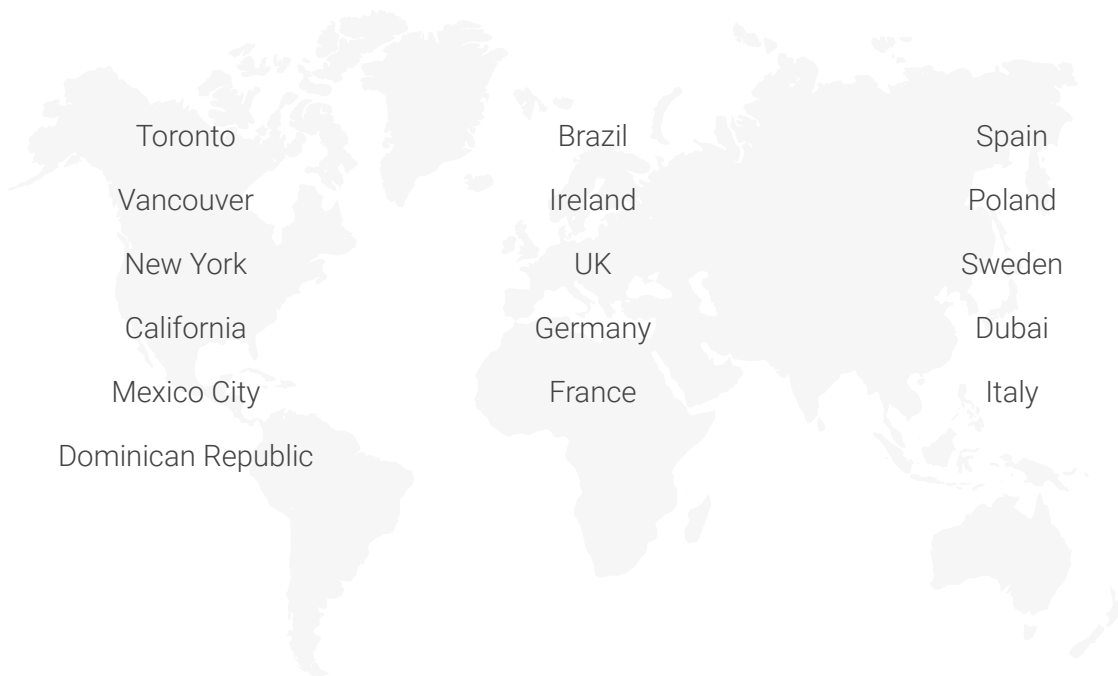 Toronto
Vancouver
New York
California
Mexico City
Dominican Republic
Brazil
Ireland
UK
Germany
France
Spain
Poland
Sweden
Dubai
Italy